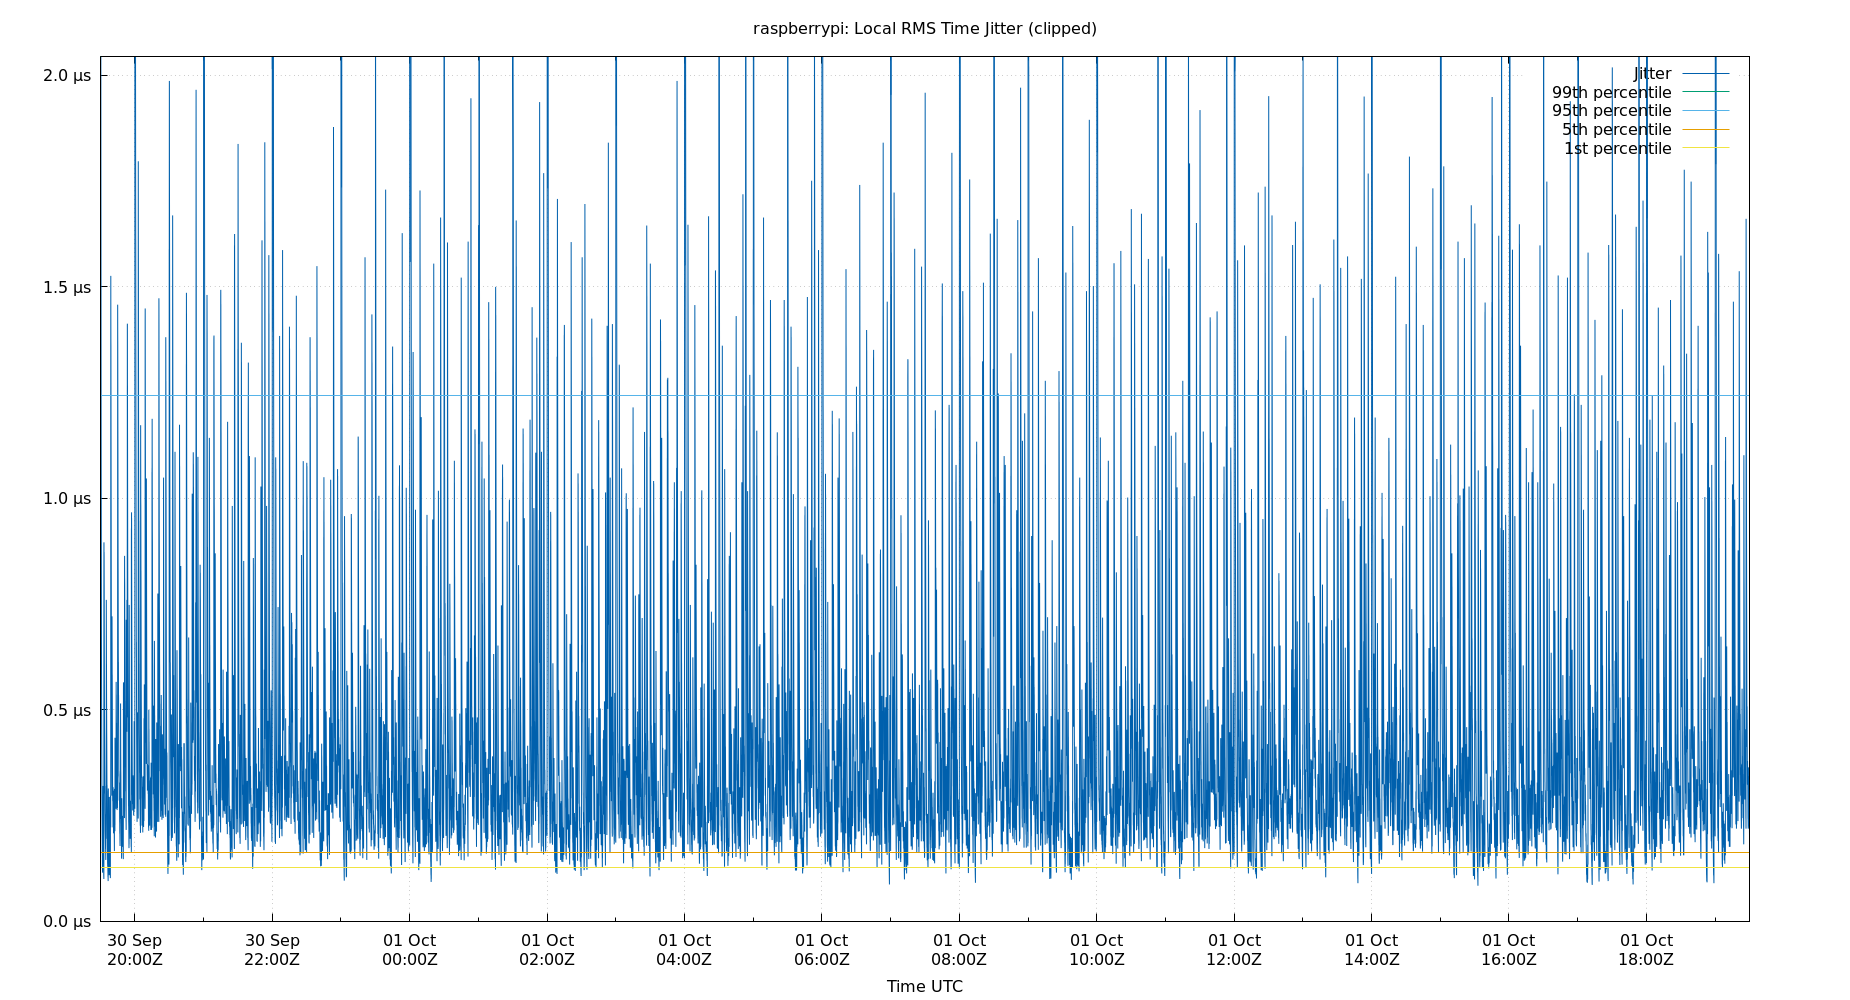 raspberrypi: Local RMS Time Jitter (clipped)
2.0 µs
1.5 µs
1.0 µs
0.5 µs
0.0 µs
Jitter
99th percentile
95th percentile
5th percentile
1st percentile
30 Sep 30 Sep 01 Oct 01 Oct 01 Oct 01 Oct 01 Oct 01 Oct 01 Oct 01 Oct 01 Oct 01 Oct
20:00Z 22:00Z 00:00Z 02:00Z 04:00Z 06:00Z 08:00Z 10:00Z 12:00Z 14:00Z 16:00Z 18:00Z
Time UTC